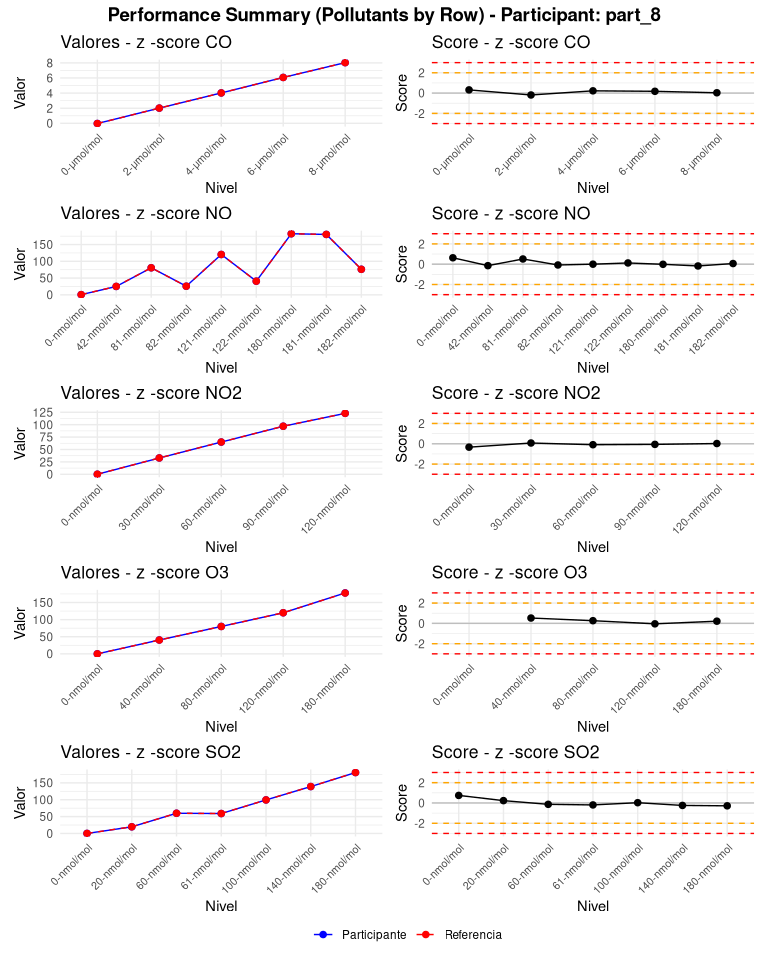 Performance Summary (Pollutants by Row) - Participant: part_8
Valores - z -score CO
Valor
8
6
4
2
0
0-μmol/mol
2-μmol/mol
4-μmol/mol
6-μmol/mol
8-μmol/mol
Nivel
Score - z -score CO
Score
2
0
-2
0-μmol/mol
2-μmol/mol
4-μmol/mol
6-μmol/mol
8-μmol/mol
Nivel
Valores - z -score NO
Valor
150
100
50
0
0-nmol/mol
42-nmol/mol
81-nmol/mol
82-nmol/mol
121-nmol/mol
122-nmol/mol
180-nmol/mol
181-nmol/mol
182-nmol/mol
Nivel
Score - z -score NO
Score
2
0
-2
0-nmol/mol
42-nmol/mol
81-nmol/mol
82-nmol/mol
121-nmol/mol
122-nmol/mol
180-nmol/mol
181-nmol/mol
182-nmol/mol
Nivel
Valores - z -score NO2
Valor
125
100
75
50
25
0
0-nmol/mol
30-nmol/mol
60-nmol/mol
90-nmol/mol
120-nmol/mol
Nivel
Score - z -score NO2
Score
2
0
-2
0-nmol/mol
30-nmol/mol
60-nmol/mol
90-nmol/mol
120-nmol/mol
Nivel
Valores - z -score O3
Valor
150
100
50
0
0-nmol/mol
40-nmol/mol
80-nmol/mol
120-nmol/mol
180-nmol/mol
Nivel
Score - z -score O3
Score
2
0
-2
0-nmol/mol
40-nmol/mol
80-nmol/mol
120-nmol/mol
180-nmol/mol
Nivel
Valores - z -score SO2
Valor
150
100
50
0
0-nmol/mol
20-nmol/mol
60-nmol/mol
61-nmol/mol
100-nmol/mol
140-nmol/mol
180-nmol/mol
Nivel
Score - z -score SO2
Score
2
0
-2
0-nmol/mol
20-nmol/mol
60-nmol/mol
61-nmol/mol
100-nmol/mol
140-nmol/mol
180-nmol/mol
Nivel
Participante
Referencia